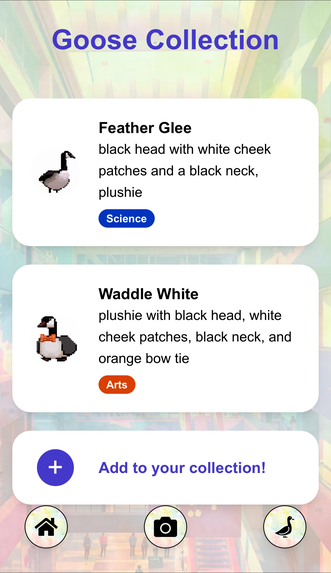 Goose Collection
Feather Glee
black head with white cheek
patches and a black neck,
plushie
Science
Waddle White
plushie with black head, white
cheek patches, black neck, and
orange bow tie
Arts
Add to your collection!